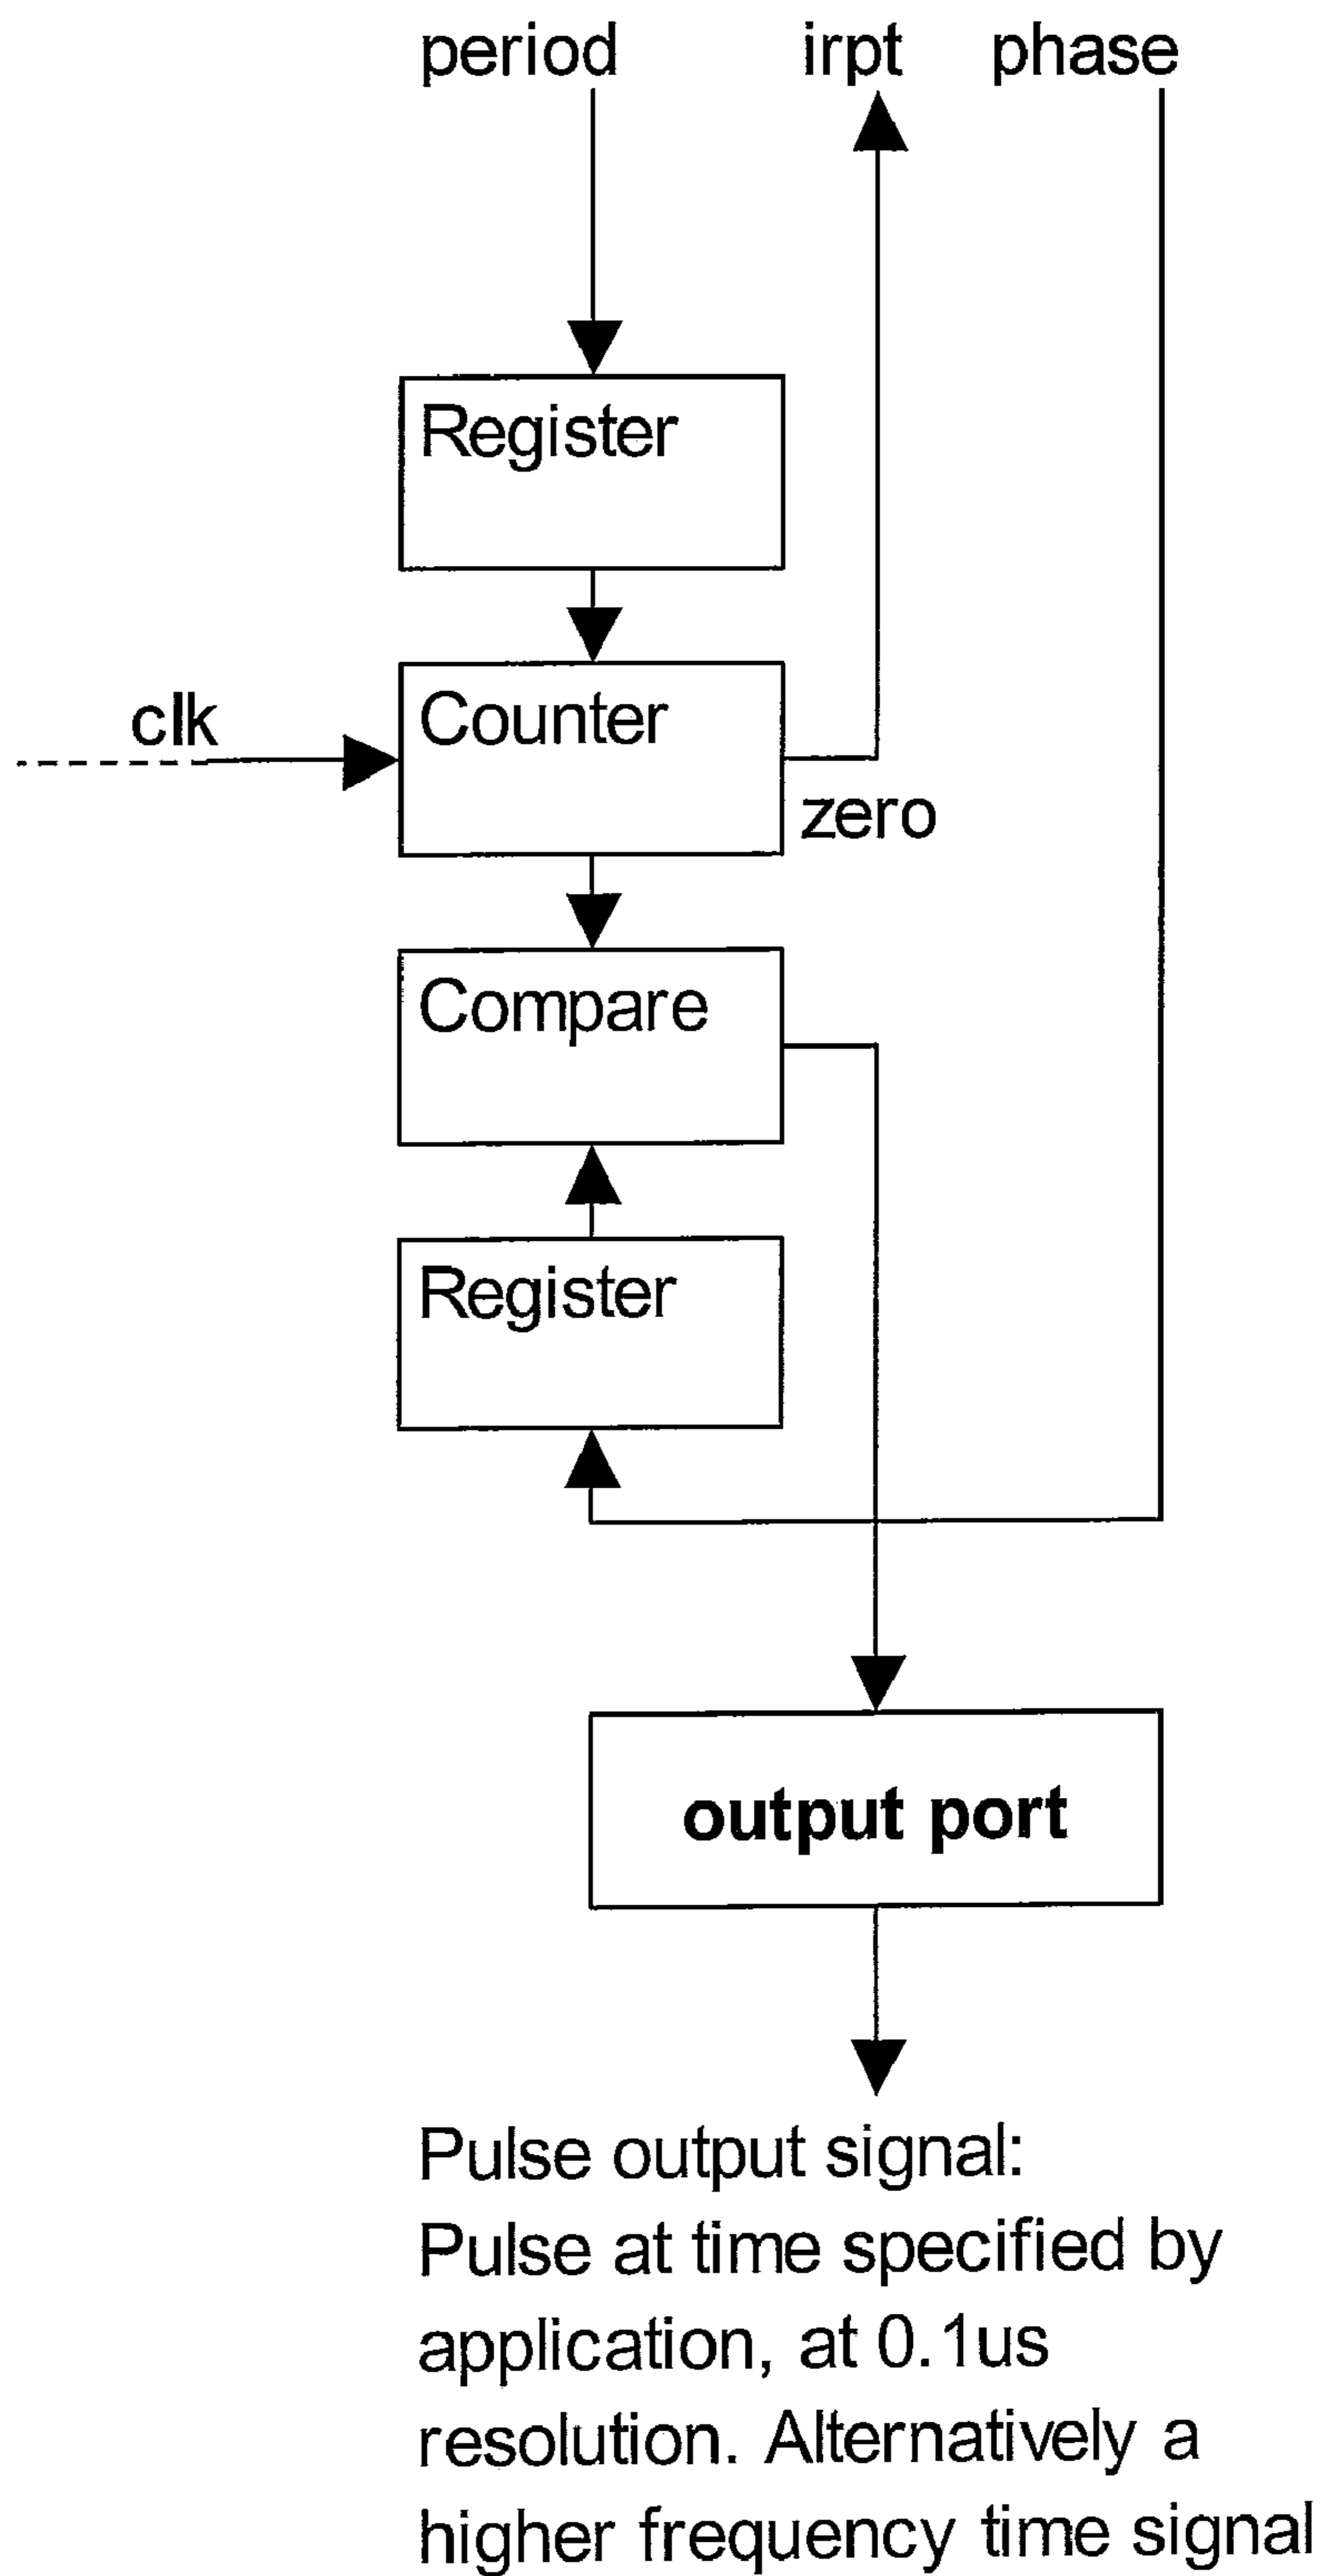 period irpt phase
Register
clk
Counter
zero
Compare
Register
output port
Pulse output signal:
Pulse at time specified by
application, at 0.1us
resolution. Alternatively a
higher frequency time signal